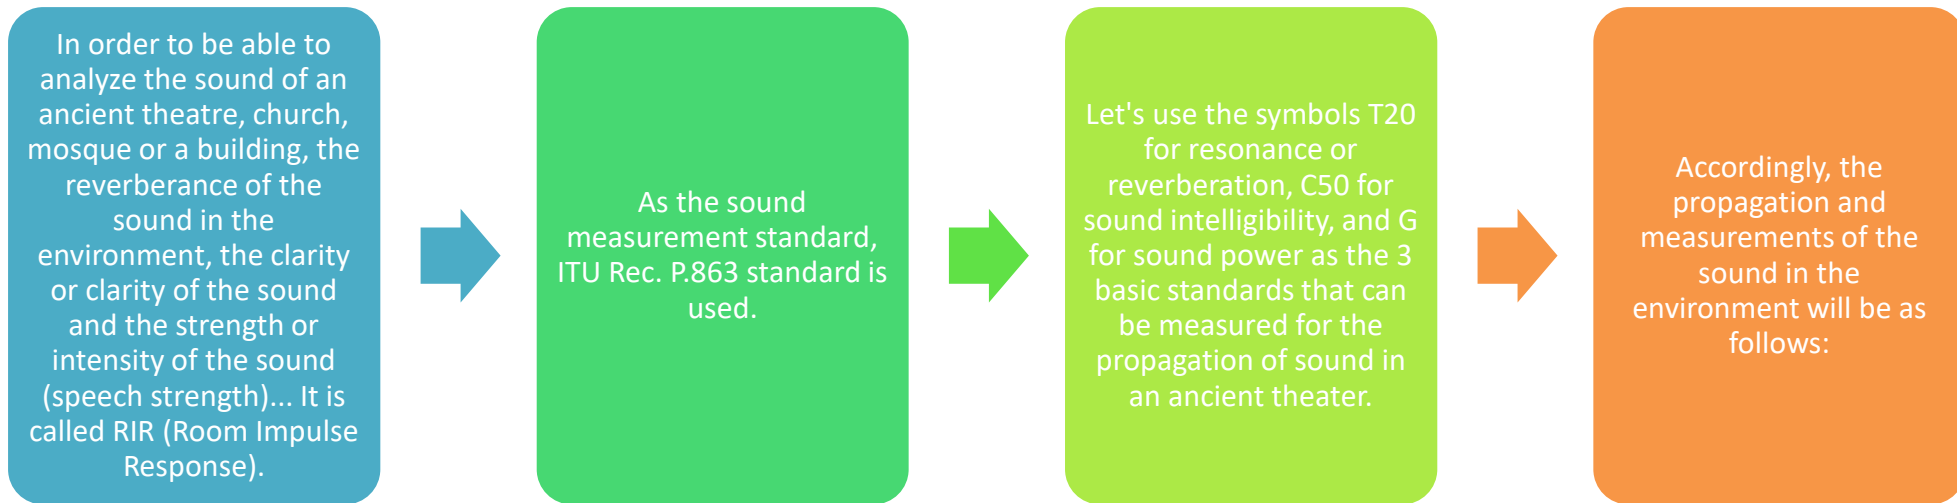 In order to be able to
analyze the sound of an
ancient theatre, church,
mosque or a building, the
reverberance of the
sound in the
environment, the clarity
or clarity of the sound
and the strength or
intensity of the sound
(speech strength)... It is
called RIR (Room Impulse
Response).
As the sound
measurement standard,
ITU Rec. P.863 standard is
used.
Let's use the symbols T20
for resonance or
reverberation, C50 for
sound intelligibility, and G
for sound power as the 3
basic standards that can
be measured for the
propagation of sound in
an ancient theater.
Accordingly, the
propagation and
measurements of the
sound in the
environment will be as
follows: